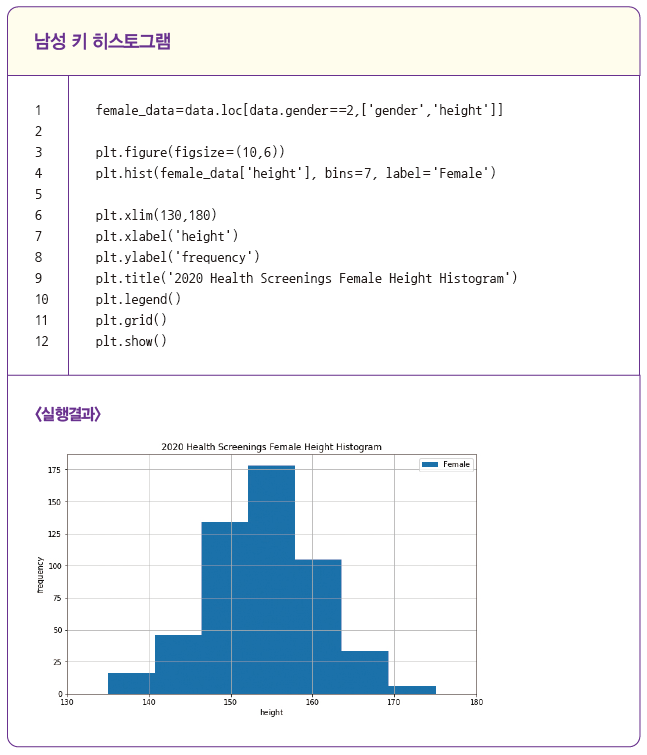 남성 키 히스토그램
1 female_data=data.loc[data.gender==2,['gender','height']]
2
3 plt.figure(figsize=(10,6))
4 plt.hist(female_data['height'], bins=7, label='Female')
5
6 plt.xlim(130,180)
7 plt.xlabel('height')
8 plt.ylabel('frequency')
9 plt.title('2020 Health Screenings Female Height Histogram')
10 plt.legend()
11 plt.grid()
12 plt.show()
〈실행결과〉
2020 Health Screenings Female Height Histogram
Female
175
150
125
100
75
50
25
0
frequency
130 140 150 160 170 180
height